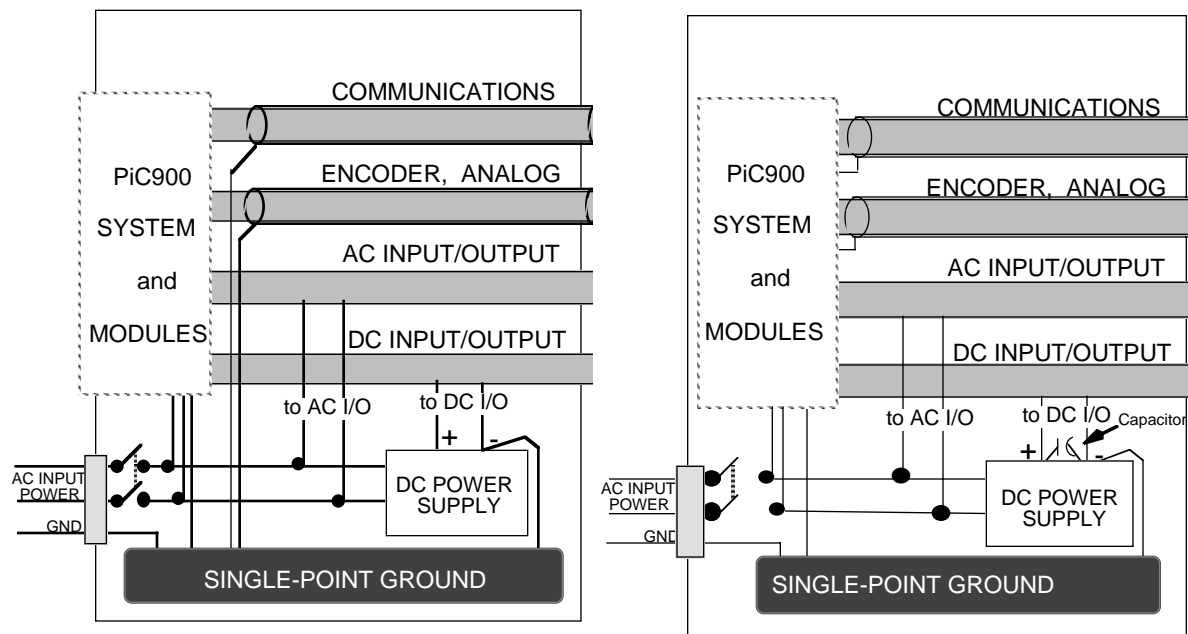 COMMUNICATIONS
PiC900
SYSTEM
and
MODULES
ENCODER, ANALOG
AC INPUT/OUTPUT
DC INPUT/OUTPUT
to AC I/O
to DC I/O
+
-
AC INPUT
POWER
GND
DC POWER
SUPPLY
SINGLE-POINT GROUND
COMMUNICATIONS
PiC900
SYSTEM
and
MODULES
ENCODER, ANALOG
AC INPUT/OUTPUT
DC INPUT/OUTPUT
to AC I/O
to DC I/O
Capacitor
+
-
AC INPUT
POWER
GND
DC POWER
SUPPLY
SINGLE-POINT GROUND